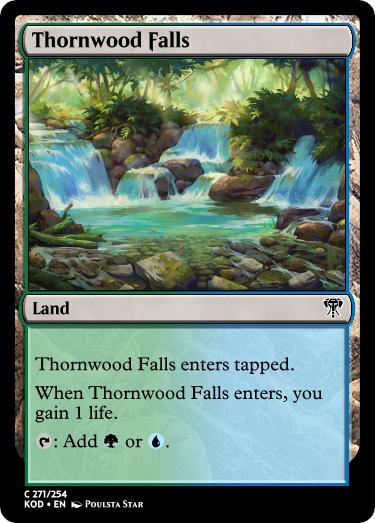 Thornwood Falls
Land
Thornwood Falls enters tapped.
When Thornwood Falls enters, you
gain 1 life.
: Add or .
C 271/254
KOD • EN Poulsta Star